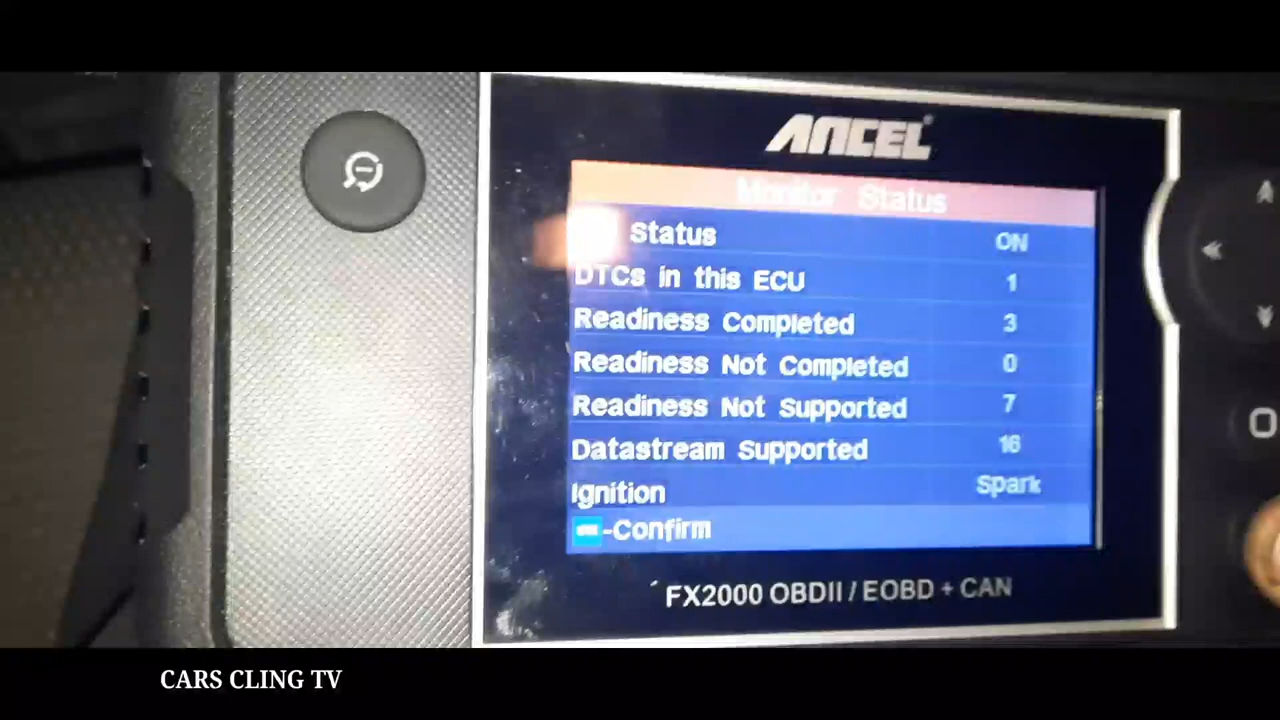 ANCEL
Monitor Status
Status ON
DTCs in this ECU 1
Readiness Completed 3
Readiness Not Completed 0
Readiness Not Supported 7
Datastream Supported 16
Ignition Spark
-Confirm
FX2000 OBDII / EOBD + CAN
CARS CLING TV